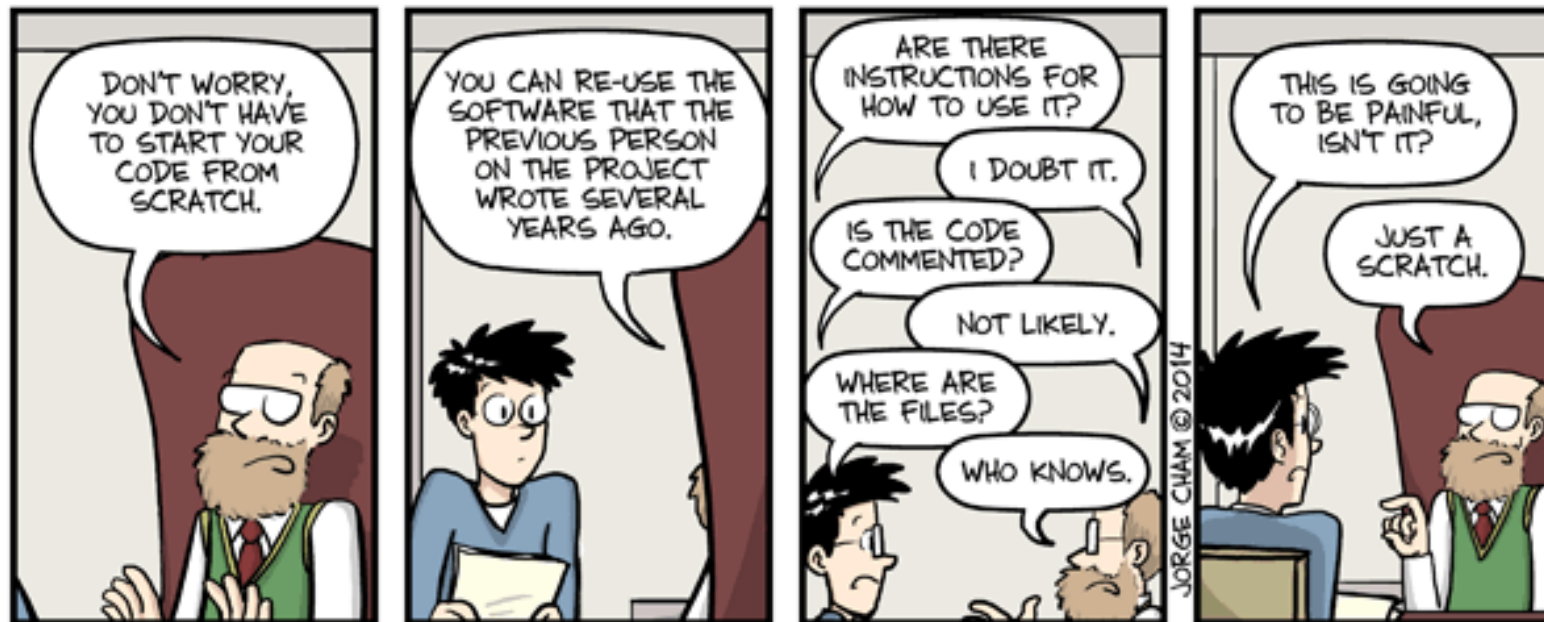 DON'T WORRY,
YOU DON'T HAVE
TO START YOUR
CODE FROM
SCRATCH.
YOU CAN RE-USE THE
SOFTWARE THAT THE
PREVIOUS PERSON
ON THE PROJECT
WROTE SEVERAL
YEARS AGO.
ARE THERE
INSTRUCTIONS FOR
HOW TO USE IT?
I DOUBT IT.
IS THE CODE
COMMENTED?
NOT LIKELY.
WHERE ARE
THE FILES?
WHO KNOWS.
JORGE CHAM © 2014
THIS IS GOING
TO BE PAINFUL,
ISN'T IT?
JUST A
SCRATCH.